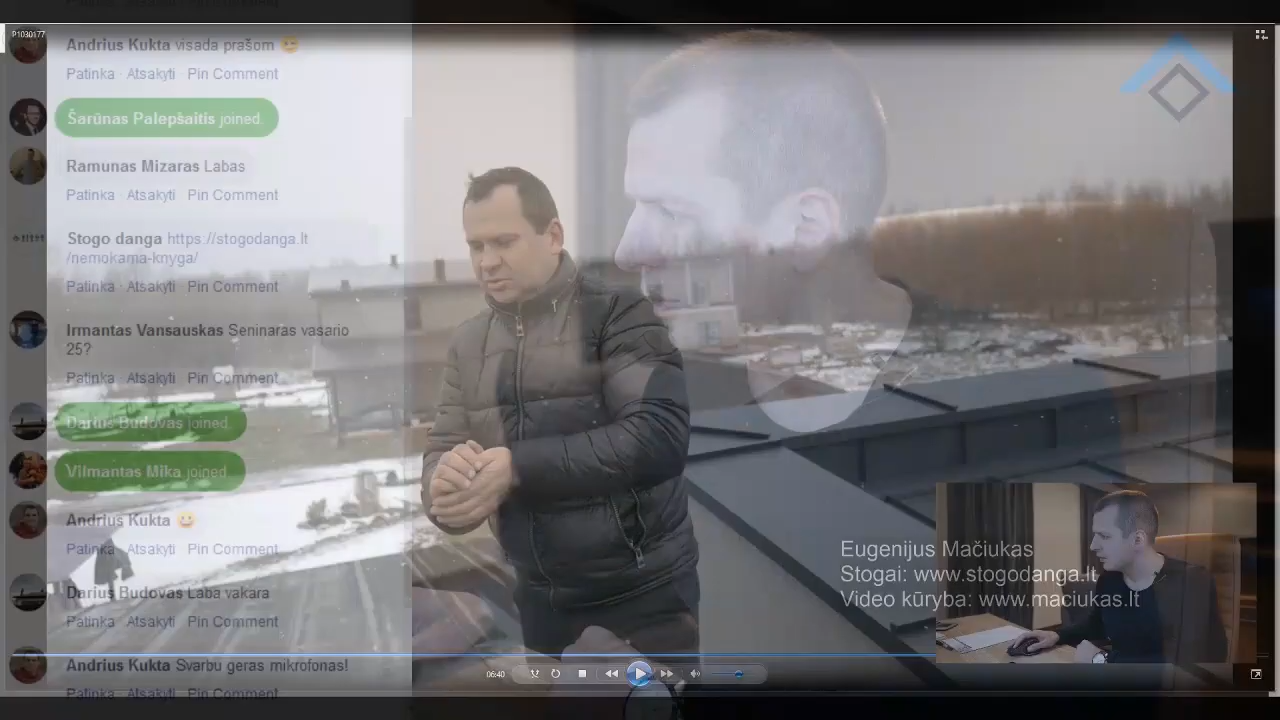 P1030177
Andrius Kukta visada prašom
Patinka · Atsakyti · Pin Comment
Šarūnas Palepšaitis joined.
Ramunas Mizaras Labas
Patinka · Atsakyti · Pin Comment
Stogo danga https://stogodanga.lt
/nemokama-knyga/
Patinka · Atsakyti · Pin Comment
Irmantas Vansauskas Seninaras vasario
25?
Patinka · Atsakyti · Pin Comment
Darius Budovas joined.
Vilmantas Mika joined.
Andrius Kukta
Patinka · Atsakyti · Pin Comment
Darius Budovas Laba vakara
Patinka · Atsakyti · Pin Comment
Andrius Kukta Svarbu geras mikrofonas!
Patinka · Atsakyti · Pin Comment
Eugenijus Mačiukas
Stogai: www.stogodanga.lt
Video kūryba: www.maciukas.lt
06:40